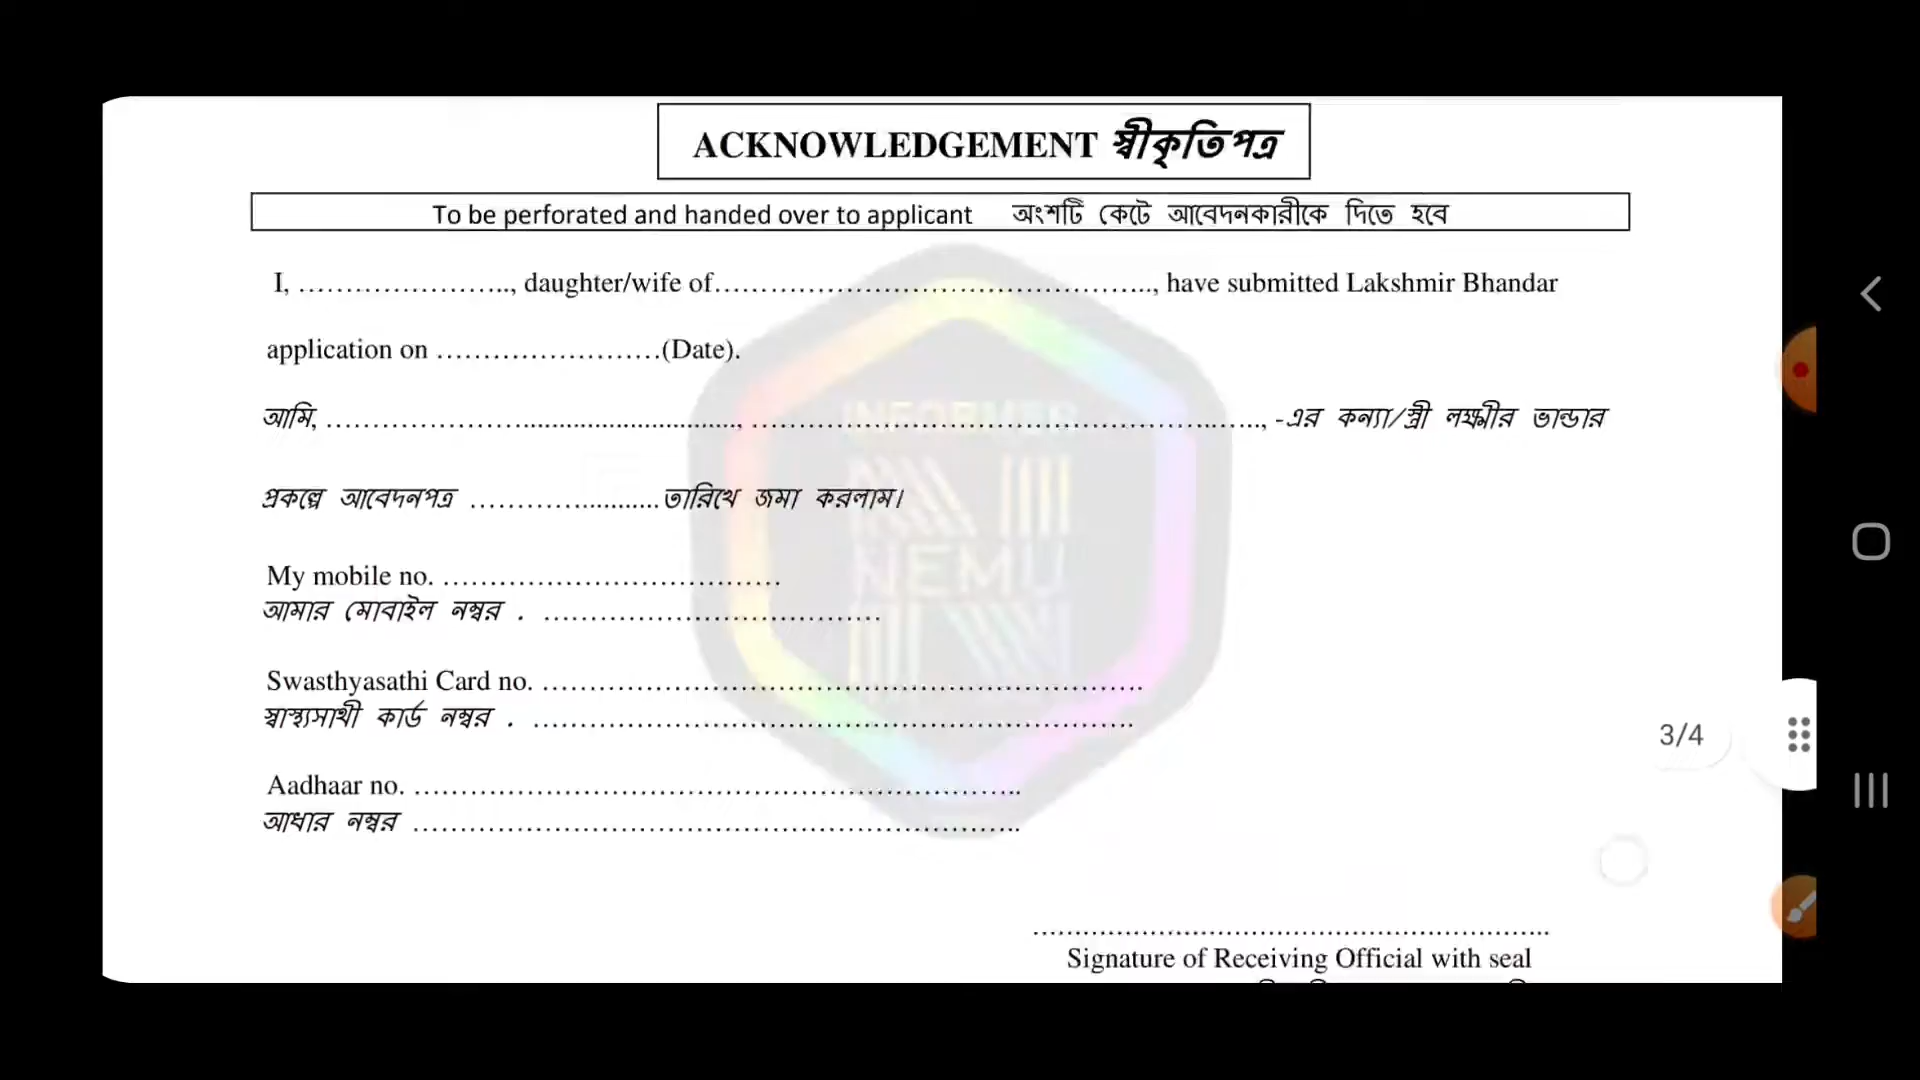 ACKNOWLEDGEMENT স্বীকৃতিপত্র
To be perforated and handed over to applicant অংশটি কেটে আবেদনকারীকে দিতে হবে
I, ………………….., daughter/wife of………………………………………..., have submitted Lakshmir Bhandar
application on ……………………(Date).
আমি, …………………............................., ………………………………………….……, -এর কন্যা/স্ত্রী লক্ষ্মীর ভান্ডার
প্রকল্পে আবেদনপত্র …………...........তারিখে জমা করলাম।
INFORMER
NEMU
My mobile no. ………………………………
আমার মোবাইল নম্বর . ………………………………
Swasthyasathi Card no. ……………………………………………………….
স্বাস্থ্যসাথী কার্ড নম্বর . ……………………………………………………….
Aadhaar no. ………………………………………………………..
আধার নম্বর ………………………………………………………..
3/4
………………………………………………..
Signature of Receiving Official with seal